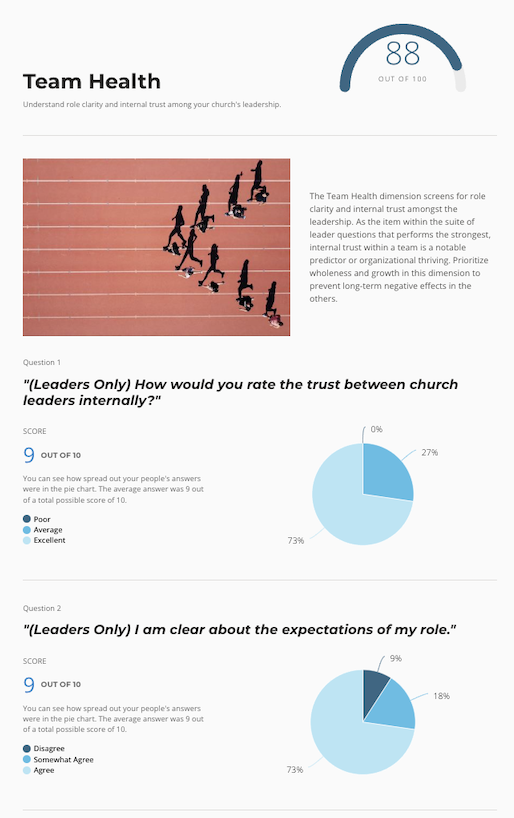 88
OUT OF 100
Team Health
Understand role clarity and internal trust among your church's leadership.
The Team Health dimension screens for role
clarity and internal trust amongst the
leadership. As the item within the suite of
leader questions that performs the strongest,
internal trust within a team is a notable
predictor or organizational thriving. Prioritize
wholeness and growth in this dimension to
prevent long-term negative effects in the
others.
Question 1
"(Leaders Only) How would you rate the trust between church
leaders internally?"
SCORE
9 OUT OF 10
You can see how spread out your people's answers
were in the pie chart. The average answer was 9 out
of a total possible score of 10.
Poor
Average
Excellent
0%
27%
73%
Question 2
"(Leaders Only) I am clear about the expectations of my role."
SCORE
9 OUT OF 10
You can see how spread out your people's answers
were in the pie chart. The average answer was 9 out
of a total possible score of 10.
Disagree
Somewhat Agree
Agree
9%
18%
73%